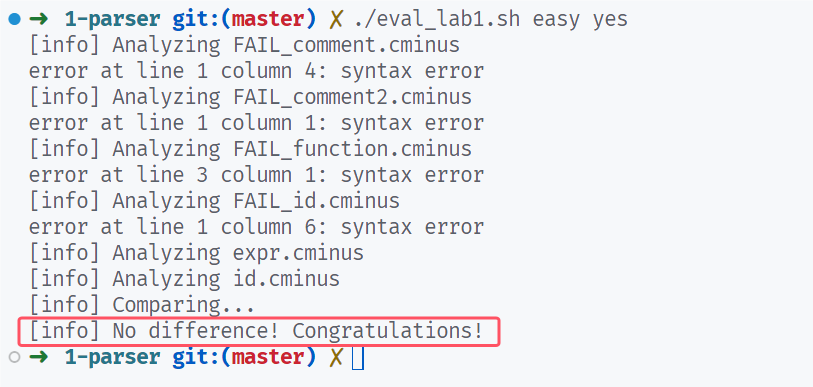 ➜ 1-parser git:(master) ✗ ./eval_lab1.sh easy yes
[info] Analyzing FAIL_comment.cminus
error at line 1 column 4: syntax error
[info] Analyzing FAIL_comment2.cminus
error at line 1 column 1: syntax error
[info] Analyzing FAIL_function.cminus
error at line 3 column 1: syntax error
[info] Analyzing FAIL_id.cminus
error at line 1 column 6: syntax error
[info] Analyzing expr.cminus
[info] Analyzing id.cminus
[info] Comparing...
[info] No difference! Congratulations!
➜ 1-parser git:(master) ✗